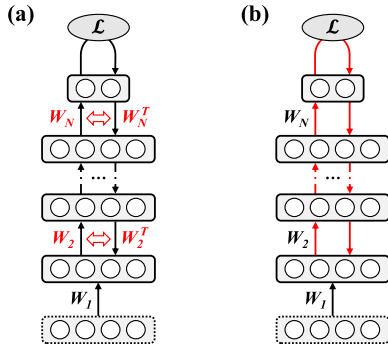 (a)
ℒ
W_N ⇔ W_N^T
...
W_2 ⇔ W_2^T
W_1
(b)
ℒ
W_N
...
W_2
W_1